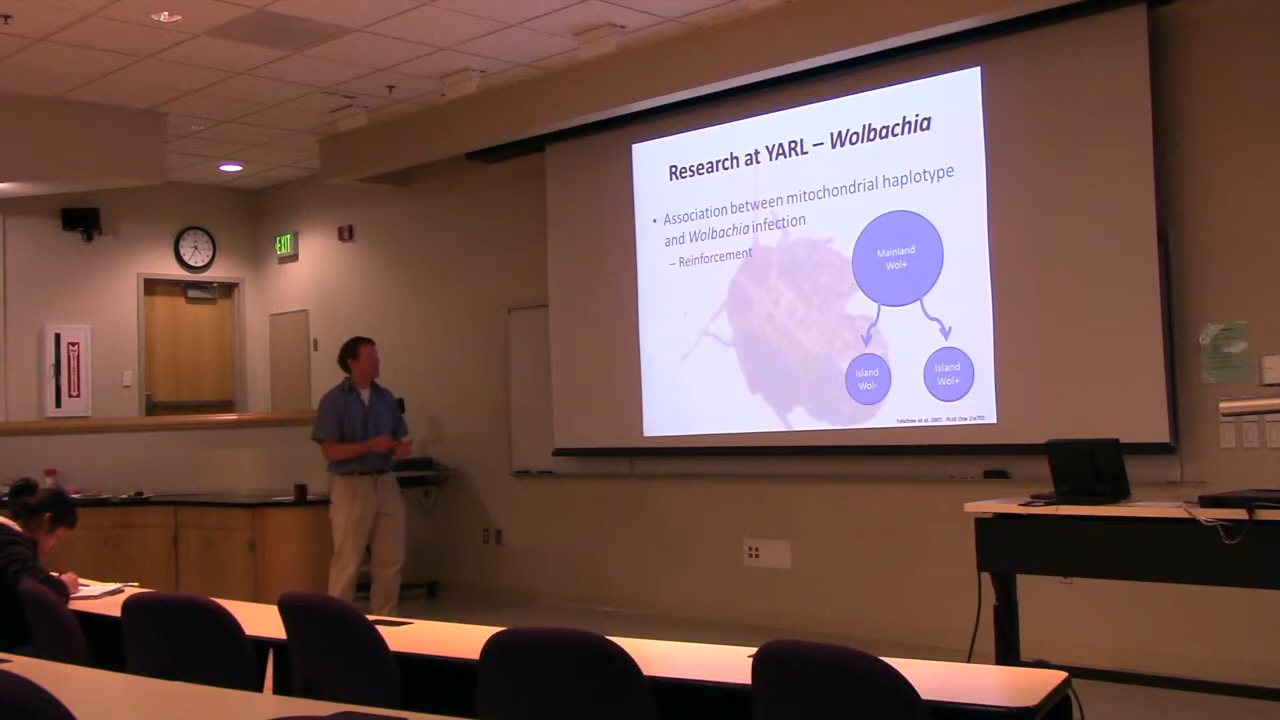 Research at YARL – Wolbachia
• Association between mitochondrial haplotype
and Wolbachia infection
– Reinforcement
Mainland
Wol+
Island
Wol-
Island
Wol+
EXIT